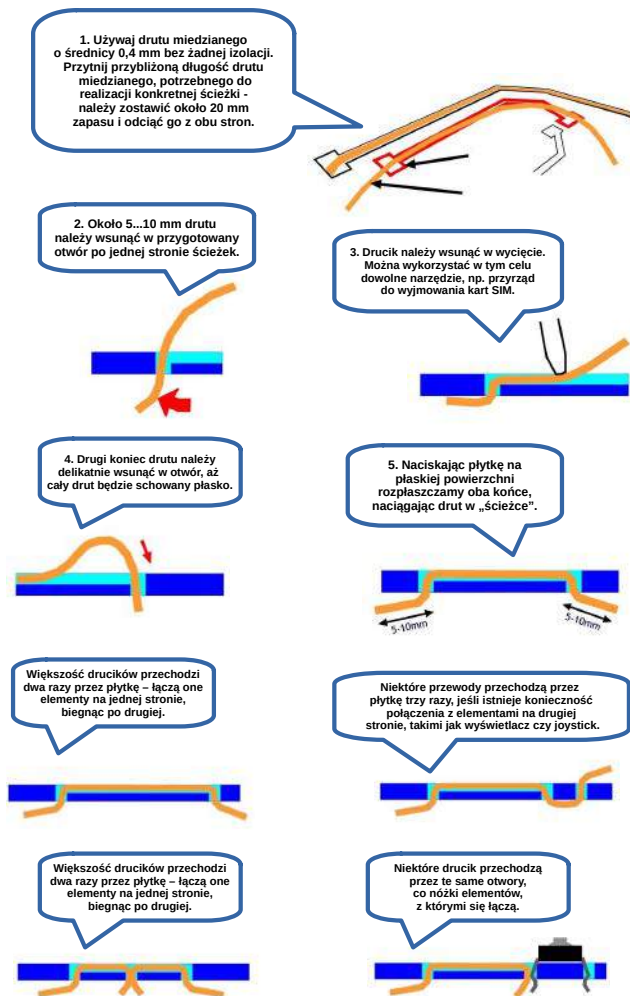 1. Używaj drutu miedzianego
o średnicy 0,4 mm bez żadnej izolacji.
Przytnij przybliżoną długość drutu
miedzianego, potrzebnego do
realizacji konkretnej ścieżki -
należy zostawić około 20 mm
zapasu i odciąć go z obu stron.
2. Około 5...10 mm drutu
należy wsunąć w przygotowany
otwór po jednej stronie ścieżek.
3. Drucik należy wsunąć w wycięcie.
Można wykorzystać w tym celu
dowolne narzędzie, np. przyrząd
do wyjmowania kart SIM.
4. Drugi koniec drutu należy
delikatnie wsunąć w otwór, aż
cały drut będzie schowany płasko.
5. Naciskając płytkę na
płaskiej powierzchni
rozpłaszczamy oba końce,
naciągając drut w „ścieżce”.
5-10mm
5-10mm
Większość drucików przechodzi
dwa razy przez płytkę – łączą one
elementy na jednej stronie,
biegnąc po drugiej.
Niektóre przewody przechodzą przez
płytkę trzy razy, jeśli istnieje konieczność
połączenia z elementami na drugiej
stronie, takimi jak wyświetlacz czy joystick.
Większość drucików przechodzi
dwa razy przez płytkę – łączą one
elementy na jednej stronie,
biegnąc po drugiej.
Niektóre drucik przechodzą
przez te same otwory,
co nóżki elementów,
z którymi się łączą.